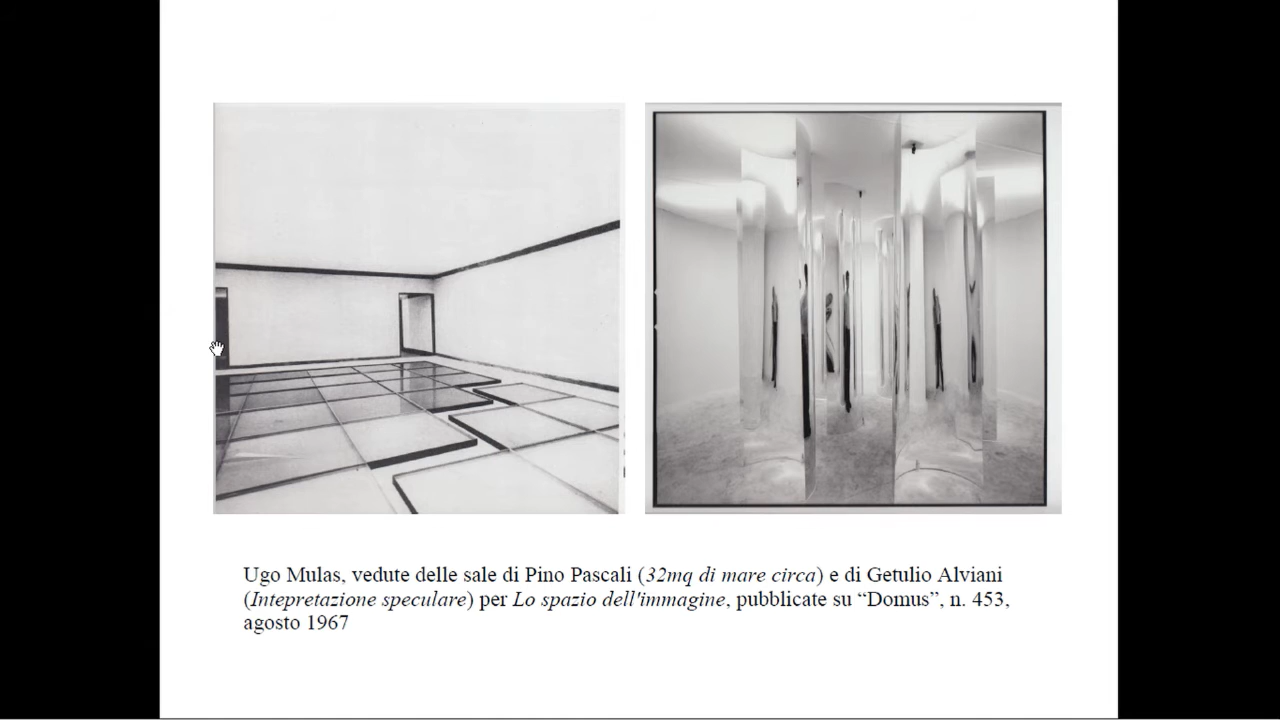 Ugo Mulas, vedute delle sale di Pino Pascali (32mq di mare circa) e di Getulio Alviani
(Intepretazione speculare) per Lo spazio dell'immagine, pubblicate su “Domus”, n. 453,
agosto 1967